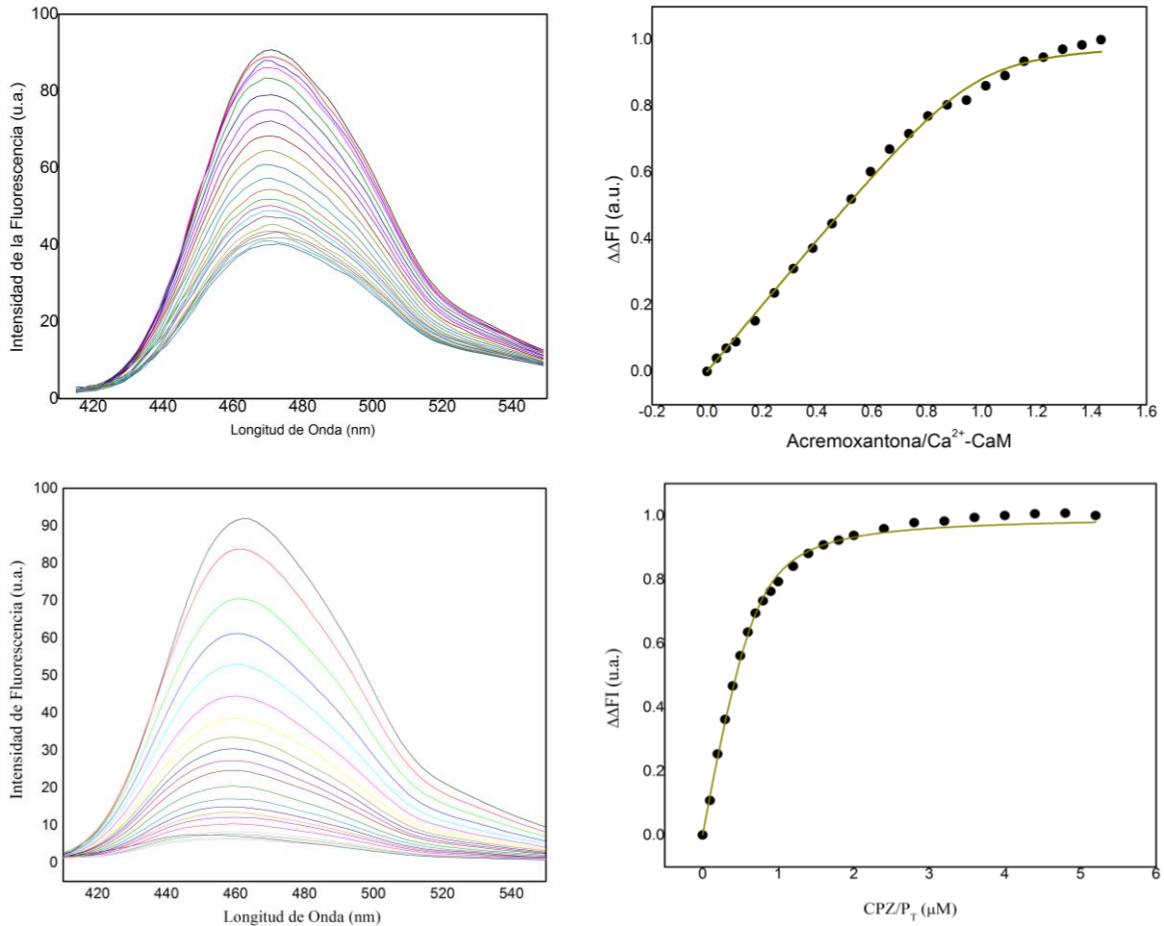 100
80
60
40
20
0
Intensidad de la Fluorescencia (u.a.)
420 440 460 480 500 520 540
Longitud de Onda (nm)
1.0
0.8
0.6
0.4
0.2
0.0
ΔΔFI (a.u.)
-0.2 0.0 0.2 0.4 0.6 0.8 1.0 1.2 1.4 1.6
Acremoxantona/Ca²⁺-CaM
100
90
80
70
60
50
40
30
20
10
0
Intensidad de Fluorescencia (u.a.)
420 440 460 480 500 520 540
Longitud de Onda (nm)
1.0
0.8
0.6
0.4
0.2
0.0
ΔΔFI (u.a.)
0 1 2 3 4 5 6
CPZ/P_T (μM)